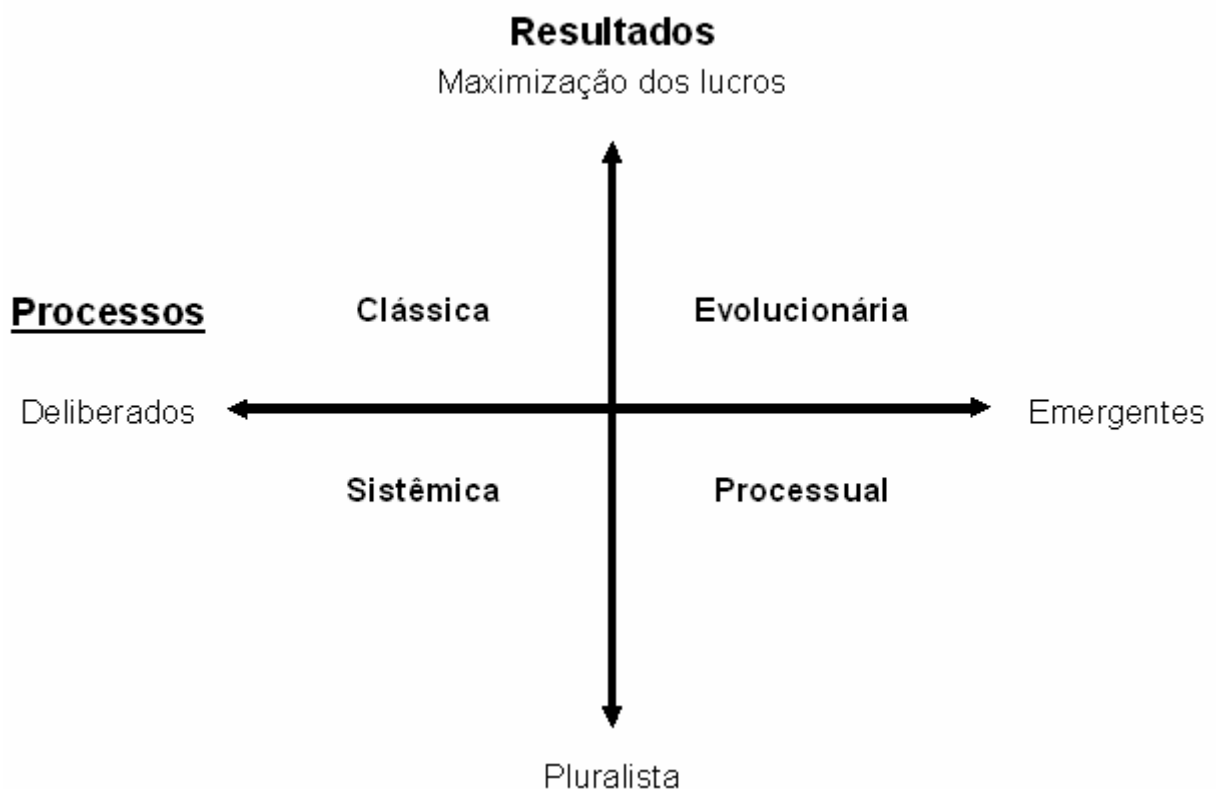 Resultados
Maximização dos lucros
Processos
Clássica
Evolucionária
Deliberados
Emergentes
Sistêmica
Processual
Pluralista